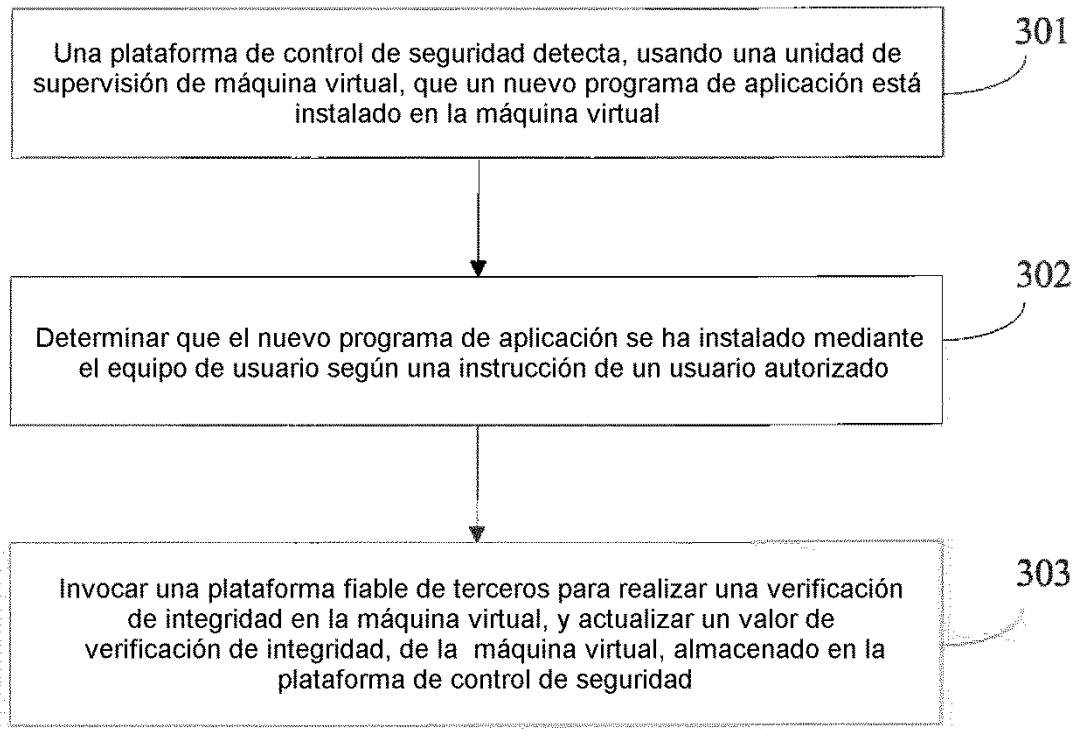 301
Una plataforma de control de seguridad detecta, usando una unidad de
supervisión de máquina virtual, que un nuevo programa de aplicación está
instalado en la máquina virtual
302
Determinar que el nuevo programa de aplicación se ha instalado mediante
el equipo de usuario según una instrucción de un usuario autorizado
303
Invocar una plataforma fiable de terceros para realizar una verificación
de integridad en la máquina virtual, y actualizar un valor de
verificación de integridad, de la máquina virtual, almacenado en la
plataforma de control de seguridad